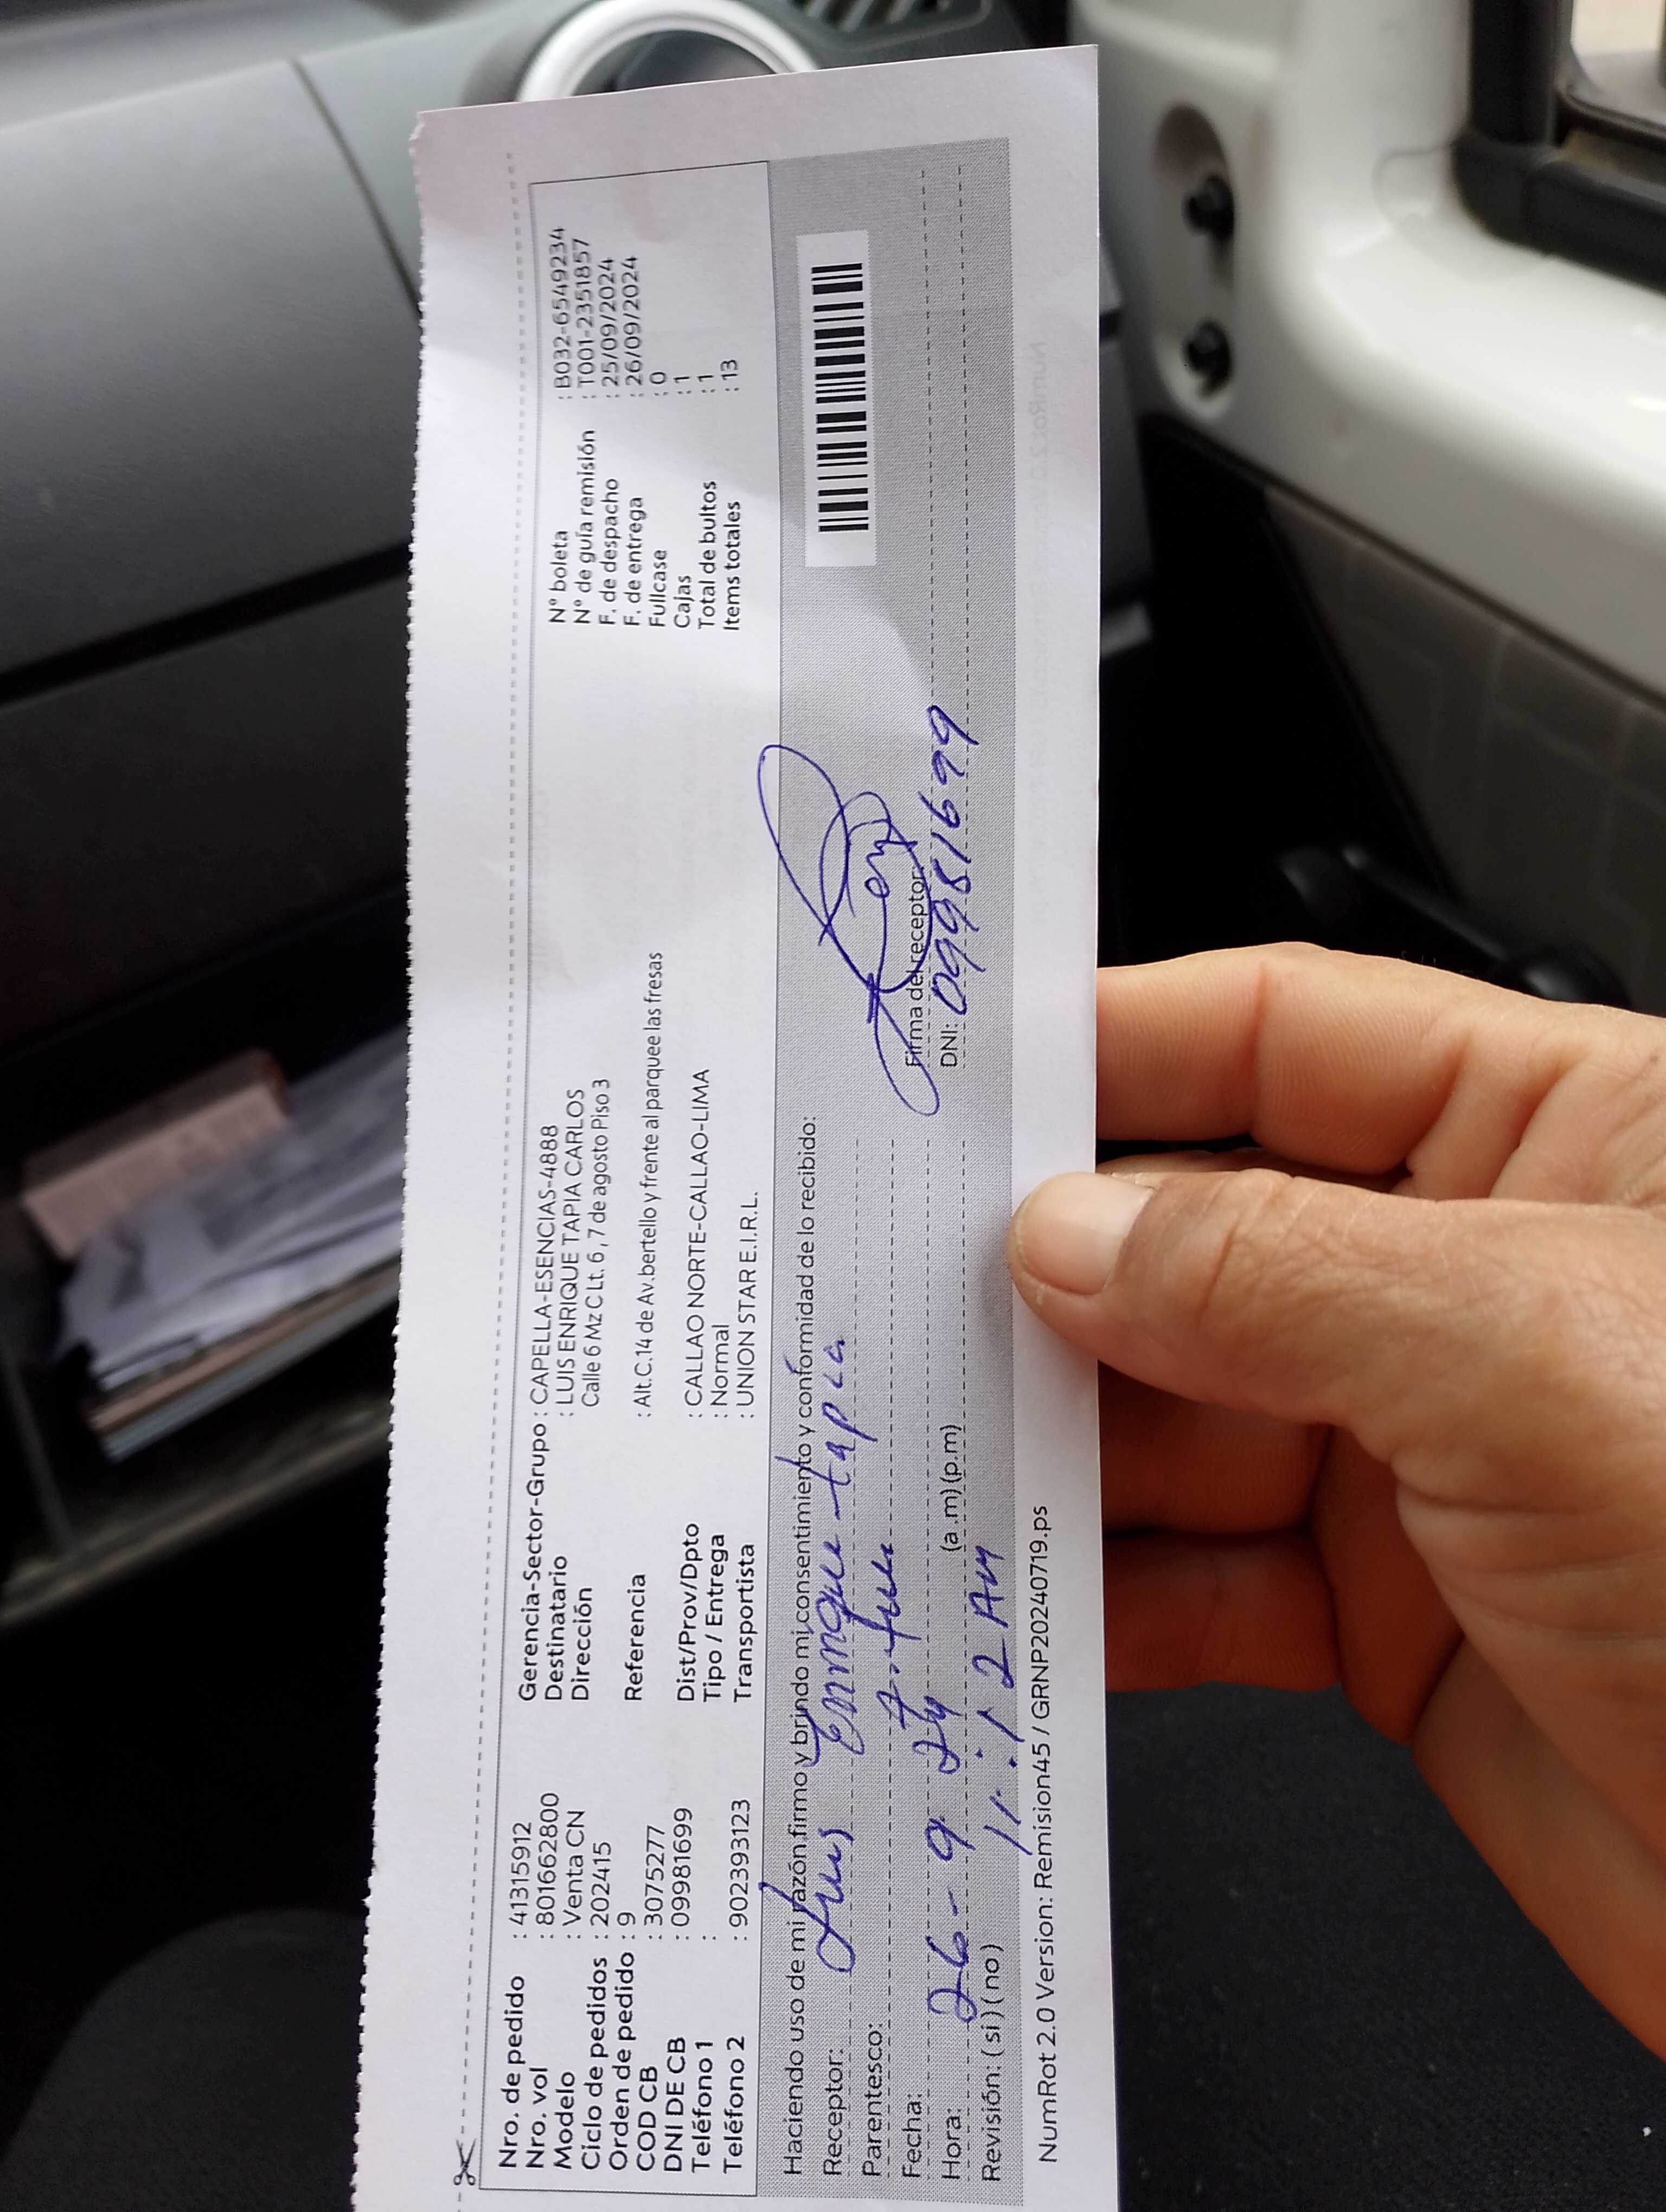 Nro. de pedido : 41315912
Nro. vol : 801662800
Modelo : Venta CN
Ciclo de pedidos : 202415
Orden de pedido : 9
COD CB : 3075277
DNI DE CB : 09981699
Teléfono 1 :
Teléfono 2 : 902393123
Gerencia-Sector-Grupo : CAPELLA-ESENCIAS-4888
Destinatario : LUIS ENRIQUE TAPIA CARLOS
Dirección Calle 6 Mz C Lt. 6 , 7 de agosto Piso 3
Referencia : Alt.C.14 de Av.bertello y frente al parquee las fresas
Dist/Prov/Dpto : CALLAO NORTE-CALLAO-LIMA
Tipo / Entrega : Normal
Transportista : UNION STAR E.I.R.L.
N° boleta : B032-6549234
N° de guía remisión : T001-2351857
F. de despacho : 25/09/2024
F. de entrega : 26/09/2024
Fullcase : 0
Cajas : 1
Total de bultos : 1
Items totales : 13
Haciendo uso de mi razón firmo y brindo mi consentimiento y conformidad de lo recibido:
Receptor: Luis Enrique tapia
Parentesco:
Fecha: 26 - 9 24
Hora: 11:12 AM (a.m)(p.m)
Revisión: ( si ) ( no )
Firma del receptor:
DNI: 09981699
NumRot 2.0 Version: Remision45 / GRNP20240719.ps